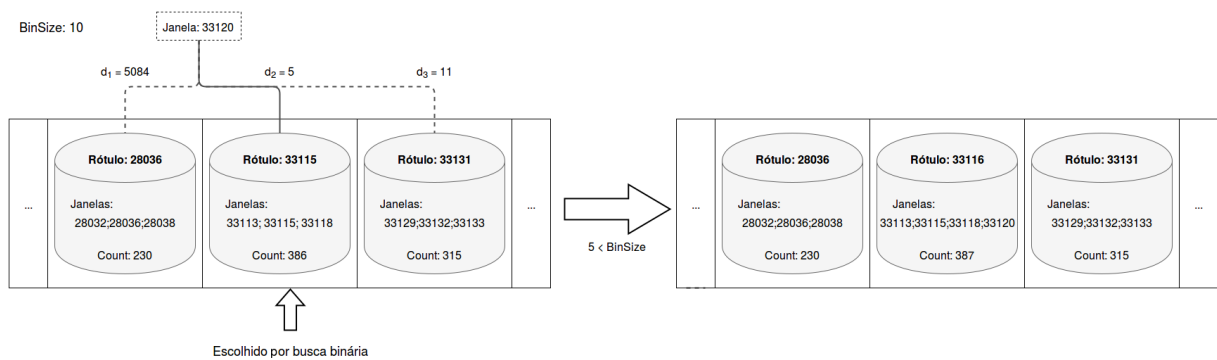 BinSize: 10
Janela: 33120
d1 = 5084
d2 = 5
d3 = 11
...
Rótulo: 28036
Janelas:
28032;28036;28038
Count: 230
Rótulo: 33115
Janelas:
33113; 33115; 33118
Count: 386
Rótulo: 33131
Janelas:
33129;33132;33133
Count: 315
...
Escolhido por busca binária
5 < BinSize
...
Rótulo: 28036
Janelas:
28032;28036;28038
Count: 230
Rótulo: 33116
Janelas:
33113;33115;33118;33120
Count: 387
Rótulo: 33131
Janelas:
33129;33132;33133
Count: 315
...